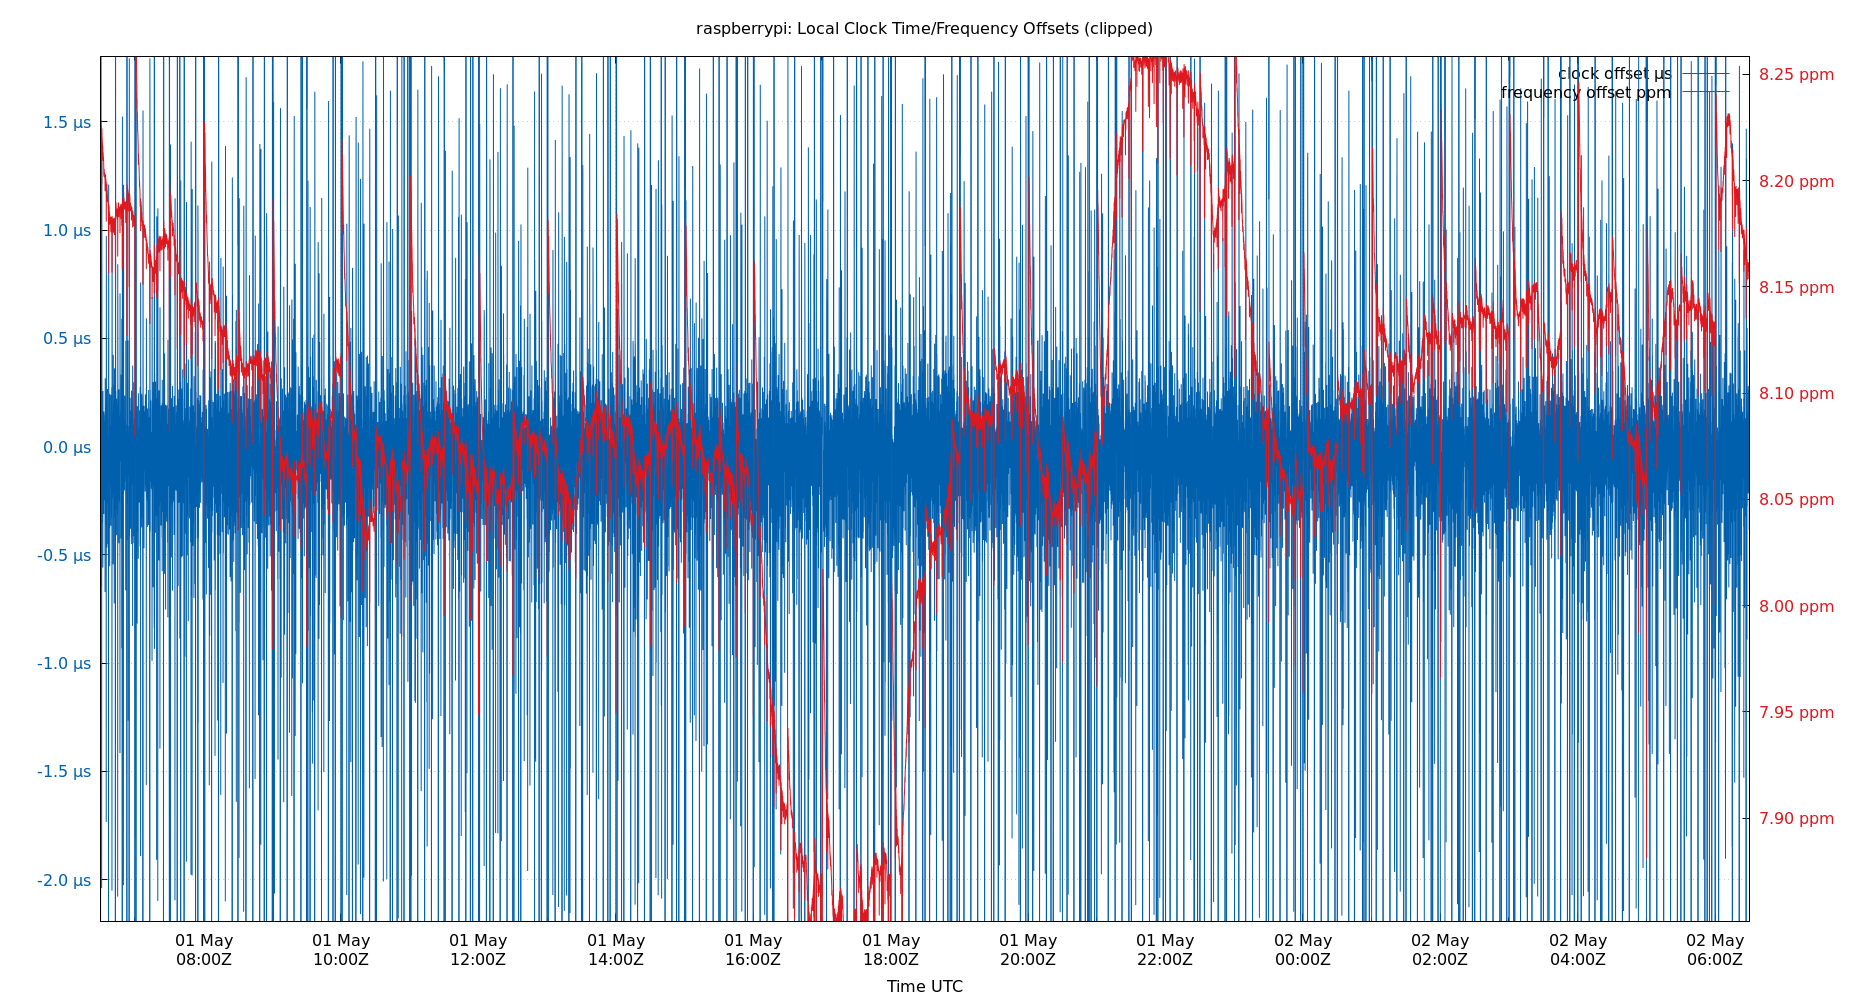 raspberrypi: Local Clock Time/Frequency Offsets (clipped)
clock offset µs
frequency offset ppm
1.5 µs
1.0 µs
0.5 µs
0.0 µs
-0.5 µs
-1.0 µs
-1.5 µs
-2.0 µs
8.25 ppm
8.20 ppm
8.15 ppm
8.10 ppm
8.05 ppm
8.00 ppm
7.95 ppm
7.90 ppm
01 May
08:00Z
01 May
10:00Z
01 May
12:00Z
01 May
14:00Z
01 May
16:00Z
01 May
18:00Z
01 May
20:00Z
01 May
22:00Z
02 May
00:00Z
02 May
02:00Z
02 May
04:00Z
02 May
06:00Z
Time UTC